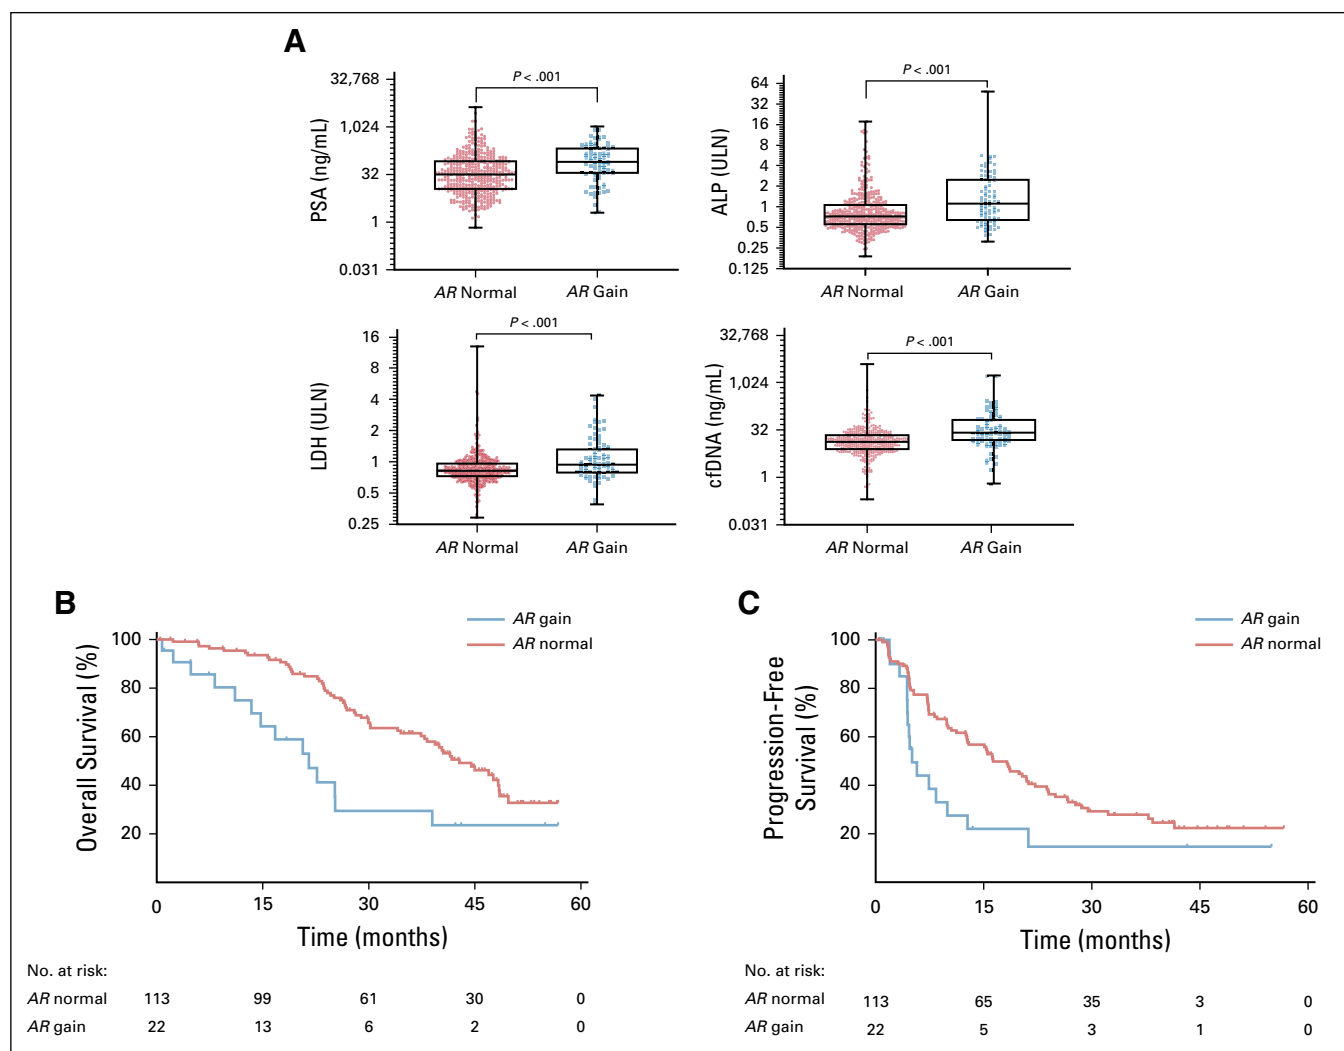 A
PSA (ng/mL)
32,768
1,024
32
1
0.031
P < .001
AR Normal
AR Gain
ALP (ULN)
64
32
16
8
4
2
1
0.5
0.25
0.125
P < .001
AR Normal
AR Gain
LDH (ULN)
16
8
4
2
1
0.5
0.25
P < .001
AR Normal
AR Gain
cfDNA (ng/mL)
32,768
1,024
32
1
0.031
P < .001
AR Normal
AR Gain
B
AR gain
AR normal
Overall Survival (%)
100
80
60
40
20
0 15 30 45 60
Time (months)
No. at risk:
AR normal 113 99 61 30 0
AR gain 22 13 6 2 0
C
AR gain
AR normal
Progression-Free
Survival (%)
100
80
60
40
20
0 15 30 45 60
Time (months)
No. at risk:
AR normal 113 65 35 3 0
AR gain 22 5 3 1 0